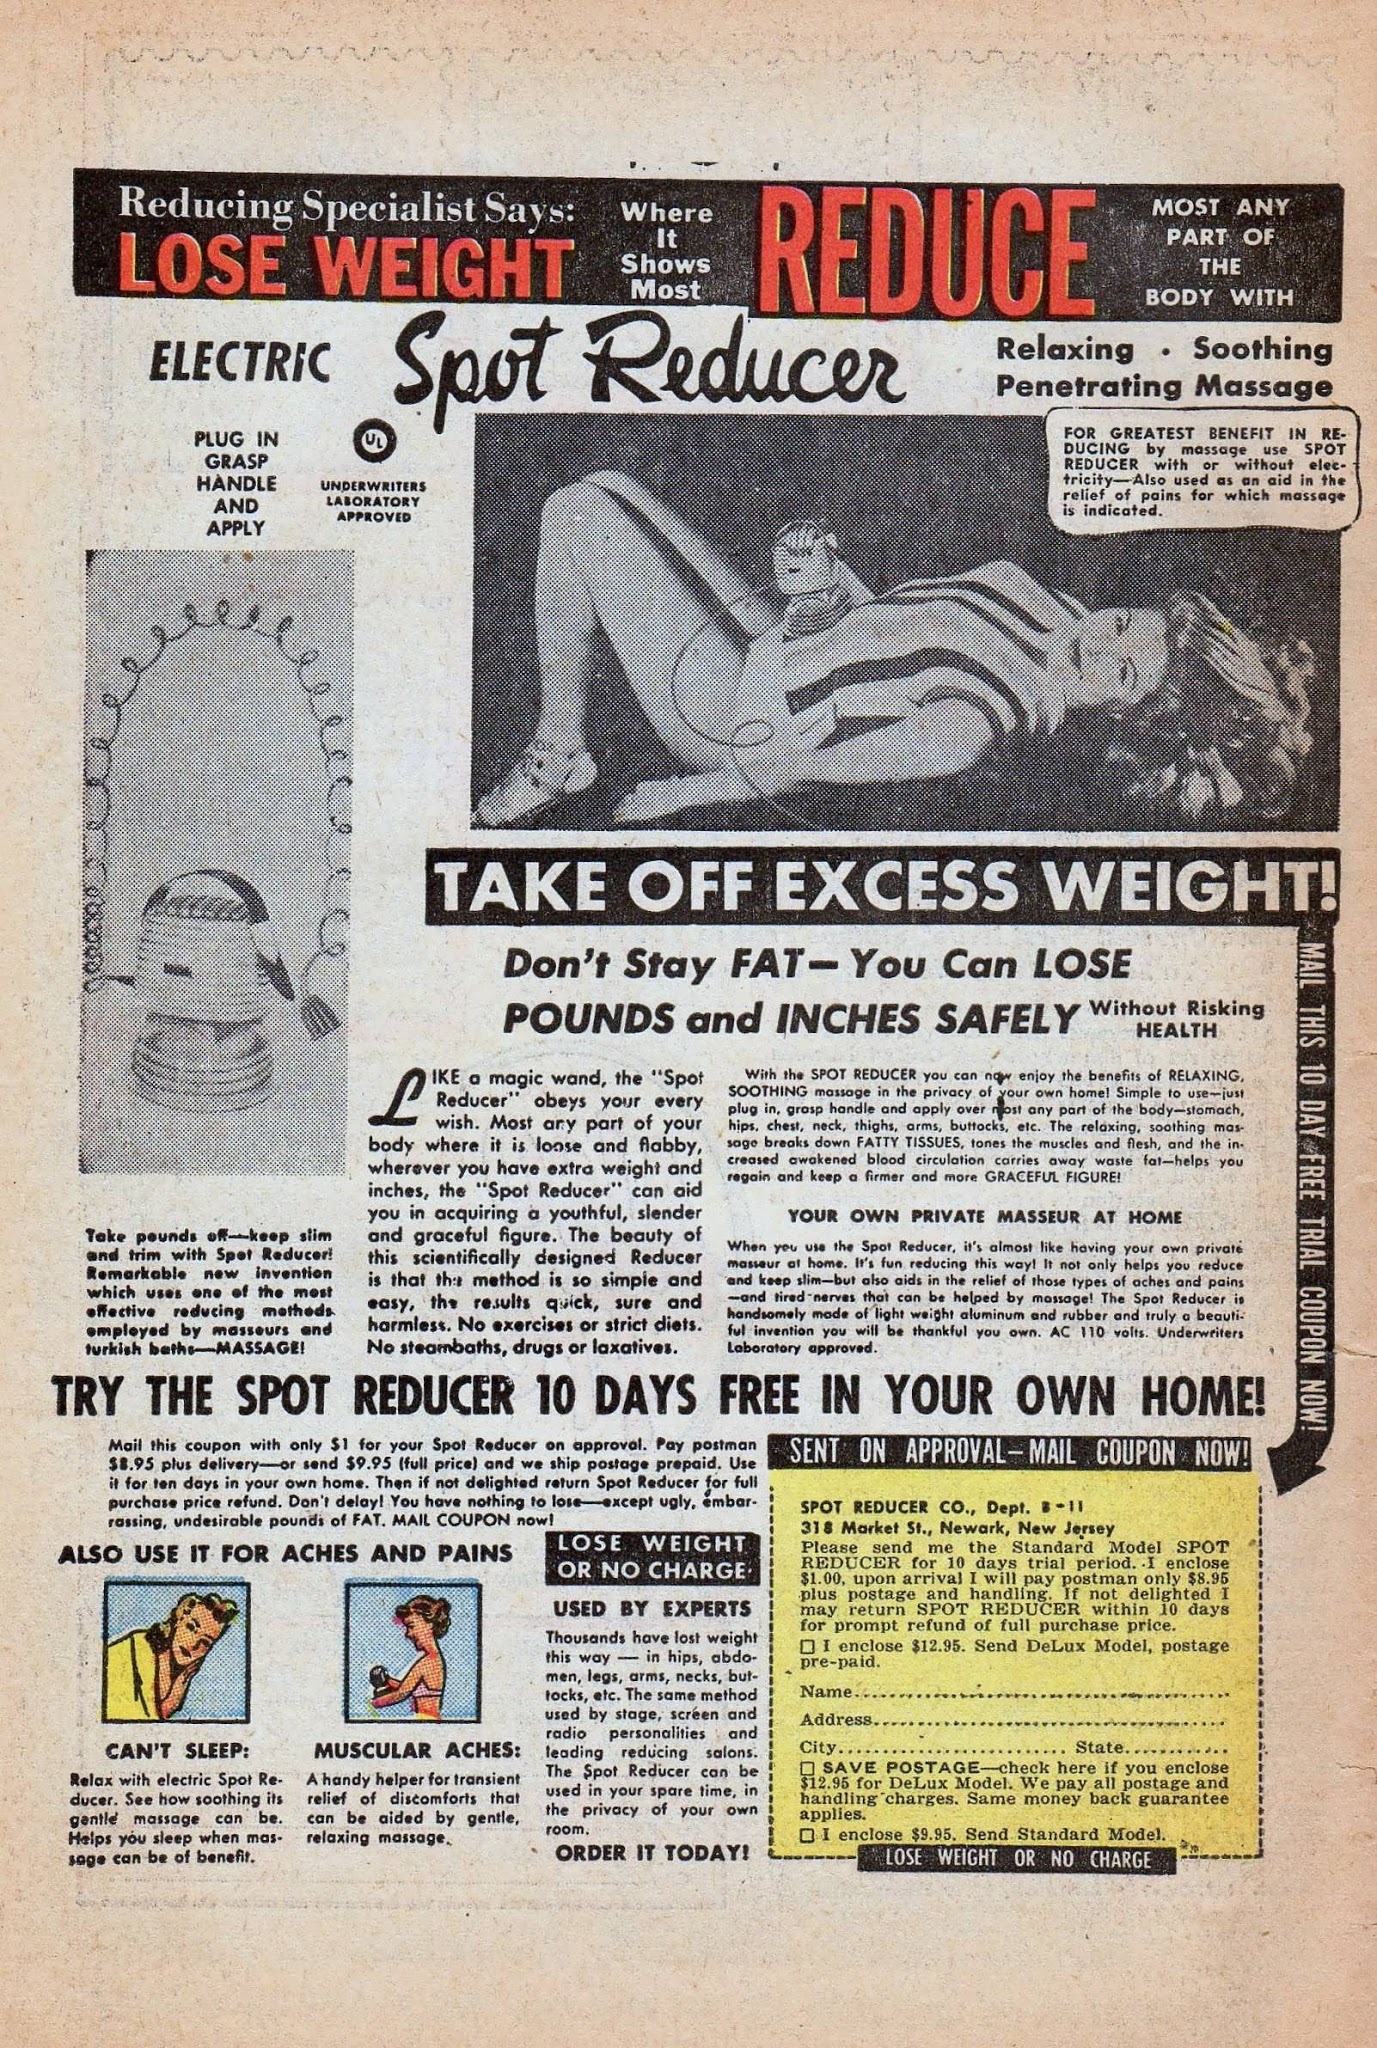 Reducing Specialist Says:
LOSE WEIGHT
Where
It
Shows
Most
REDUCE
MOST ANY
PART OF
THE
BODY WITH
ELECTRIC
Spot Reducer
Relaxing • Soothing
Penetrating Massage
PLUG IN
GRASP
HANDLE
AND
APPLY
UL
UNDERWRITERS
LABORATORY
APPROVED
FOR GREATEST BENEFIT IN RE-
DUCING by massage use SPOT
REDUCER with or without elec-
tricity—Also used as an aid in the
relief of pains for which massage
is indicated.
TAKE OFF EXCESS WEIGHT!
Don't Stay FAT— You Can LOSE
POUNDS and INCHES SAFELY
Without Risking
HEALTH
MAIL THIS 10 DAY FREE TRIAL COUPON NOW!
Take pounds off—keep slim
and trim with Spot Reducer!
Remarkable new invention
which uses one of the most
effective reducing methods
employed by masseurs and
turkish baths—MASSAGE!
LIKE a magic wand, the "Spot
Reducer" obeys your every
wish. Most any part of your
body where it is loose and flabby,
wherever you have extra weight and
inches, the "Spot Reducer" can aid
you in acquiring a youthful, slender
and graceful figure. The beauty of
this scientifically designed Reducer
is that the method is so simple and
easy, the results quick, sure and
harmless. No exercises or strict diets.
No steambaths, drugs or laxatives.
With the SPOT REDUCER you can now enjoy the benefits of RELAXING,
SOOTHING massage in the privacy of your own home! Simple to use—just
plug in, grasp handle and apply over most any part of the body—stomach,
hips, chest, neck, thighs, arms, buttocks, etc. The relaxing, soothing mas-
sage breaks down FATTY TISSUES, tones the muscles and flesh, and the in-
creased awakened blood circulation carries away waste fat—helps you
regain and keep a firmer and more GRACEFUL FIGURE!
YOUR OWN PRIVATE MASSEUR AT HOME
When you use the Spot Reducer, it's almost like having your own private
masseur at home. It's fun reducing this way! It not only helps you reduce
and keep slim—but also aids in the relief of those types of aches and pains
—and tired nerves that can be helped by massage! The Spot Reducer is
handsomely made of light weight aluminum and rubber and truly a beauti-
ful invention you will be thankful you own. AC 110 volts. Underwriters
Laboratory approved.
TRY THE SPOT REDUCER 10 DAYS FREE IN YOUR OWN HOME!
Mail this coupon with only $1 for your Spot Reducer on approval. Pay postman
$8.95 plus delivery—or send $9.95 (full price) and we ship postage prepaid. Use
it for ten days in your own home. Then if not delighted return Spot Reducer for full
purchase price refund. Don't delay! You have nothing to lose—except ugly, embar-
rassing, undesirable pounds of FAT. MAIL COUPON now!
ALSO USE IT FOR ACHES AND PAINS
CAN'T SLEEP:
Relax with electric Spot Re-
ducer. See how soothing its
gentle massage can be.
Helps you sleep when mas-
sage can be of benefit.
MUSCULAR ACHES:
A handy helper for transient
relief of discomforts that
can be aided by gentle,
relaxing massage.
LOSE WEIGHT
OR NO CHARGE
USED BY EXPERTS
Thousands have lost weight
this way — in hips, abdo-
men, legs, arms, necks, but-
tocks, etc. The same method
used by stage, screen and
radio personalities and
leading reducing salons.
The Spot Reducer can be
used in your spare time, in
the privacy of your own
room.
ORDER IT TODAY!
SENT ON APPROVAL—MAIL COUPON NOW!
SPOT REDUCER CO., Dept. B-11
318 Market St., Newark, New Jersey
Please send me the Standard Model SPOT
REDUCER for 10 days trial period. I enclose
$1.00, upon arrival I will pay postman only $8.95
plus postage and handling. If not delighted I
may return SPOT REDUCER within 10 days
for prompt refund of full purchase price.
☐ I enclose $12.95. Send DeLux Model, postage
pre-paid.
Name
Address
City State
☐ SAVE POSTAGE—check here if you enclose
$12.95 for DeLux Model. We pay all postage and
handling charges. Same money back guarantee
applies.
☐ I enclose $9.95. Send Standard Model.
LOSE WEIGHT OR NO CHARGE